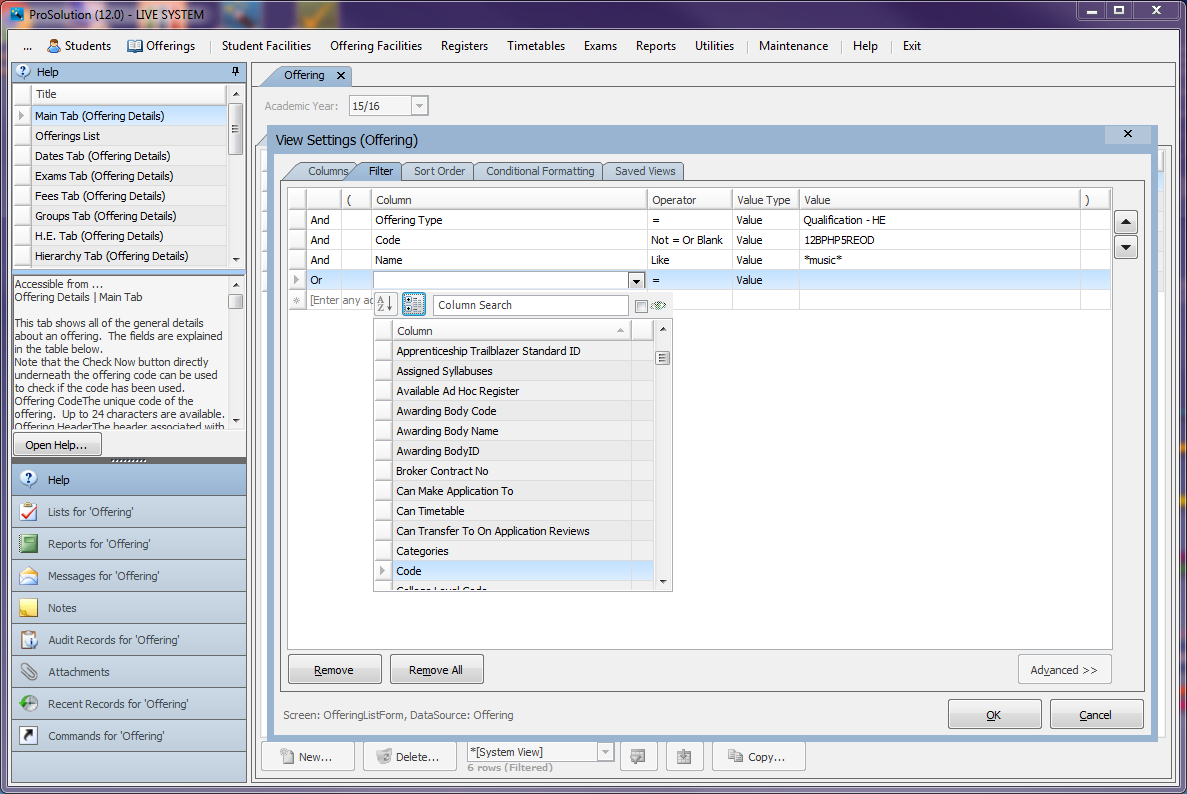 ProSolution (12.0) - LIVE SYSTEM
... Students Offerings Student Facilities Offering Facilities Registers Timetables Exams Reports Utilities Maintenance Help Exit
Help
Title
Main Tab (Offering Details)
Offerings List
Dates Tab (Offering Details)
Exams Tab (Offering Details)
Fees Tab (Offering Details)
Groups Tab (Offering Details)
H.E. Tab (Offering Details)
Hierarchy Tab (Offering Details)
Accessible from ...
Offering Details | Main Tab
This tab shows all of the general details
about an offering. The fields are explained
in the table below.
Note that the Check Now button directly
underneath the offering code can be used
to check if the code has been used.
Offering CodeThe unique code of the
offering. Up to 24 characters are available.
Offering HeaderThe header associated with
Open Help...
Help
Lists for 'Offering'
Reports for 'Offering'
Messages for 'Offering'
Notes
Audit Records for 'Offering'
Attachments
Recent Records for 'Offering'
Commands for 'Offering'
Offering
Academic Year: 15/16
View Settings (Offering)
Columns Filter Sort Order Conditional Formatting Saved Views
( Column Operator Value Type Value )
And Offering Type = Value Qualification - HE
And Code Not = Or Blank Value 12BPHP5REOD
And Name Like Value *music*
Or = Value
[Enter any ad
Column Search
Column
Apprenticeship Trailblazer Standard ID
Assigned Syllabuses
Available Ad Hoc Register
Awarding Body Code
Awarding Body Name
Awarding BodyID
Broker Contract No
Can Make Application To
Can Timetable
Can Transfer To On Application Reviews
Categories
Code
College Level Code
Remove Remove All Advanced >>
Screen: OfferingListForm, DataSource: Offering
OK Cancel
New... Delete... *[System View] Copy...
6 rows (Filtered)